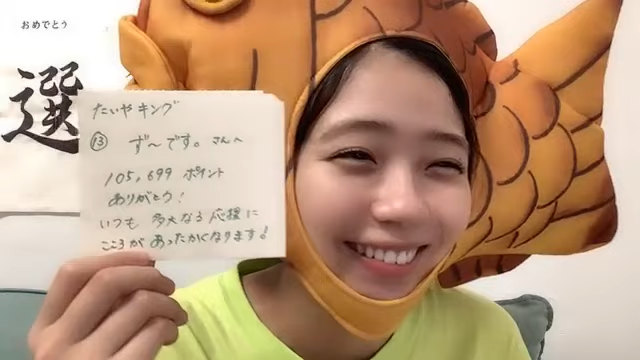 おめでとう
選
たいやキング
⑬ ず〜です。さんへ
105,699 ポイント
ありがとう!
いつも 多大なる応援に
こころが あったかくなります!